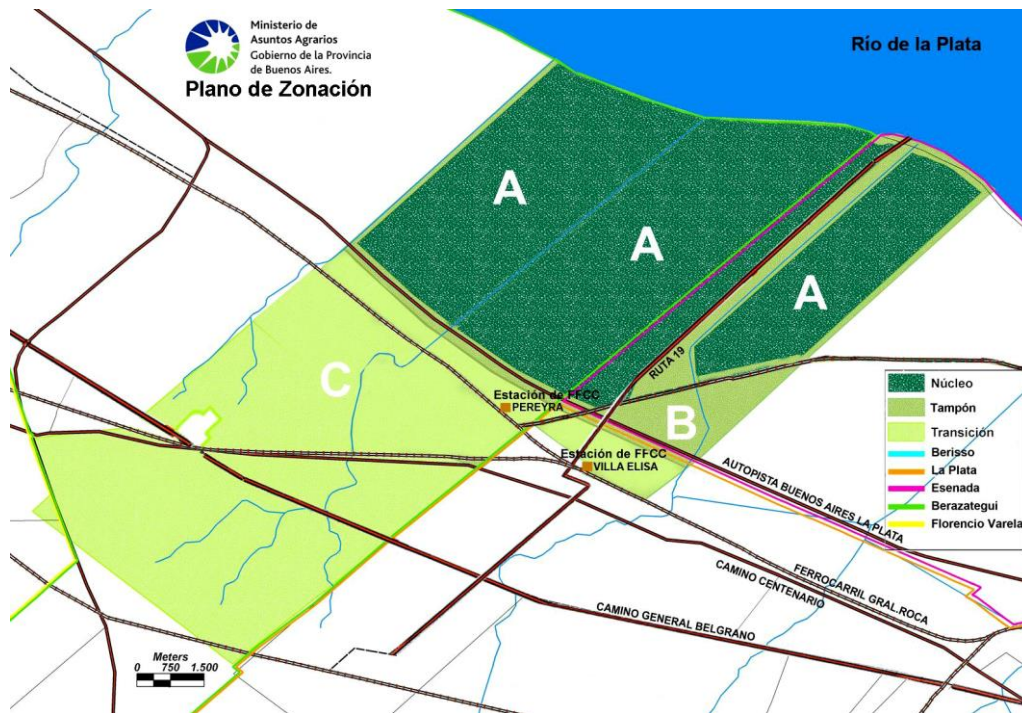 Ministerio de
Asuntos Agrarios
Gobierno de la Provincia
de Buenos Aires.
Plano de Zonación
Río de la Plata
A
A
A
C
B
RUTA 19
Estación de FFCC
PEREYRA
Estación de FFCC
VILLA ELISA
AUTOPISTA BUENOS AIRES LA PLATA
FERROCARRIL GRAL.ROCA
CAMINO CENTENARIO
CAMINO GENERAL BELGRANO
Núcleo
Tampón
Transición
Berisso
La Plata
Esenada
Berazategui
Florencio Varela
Meters
0 750 1.500